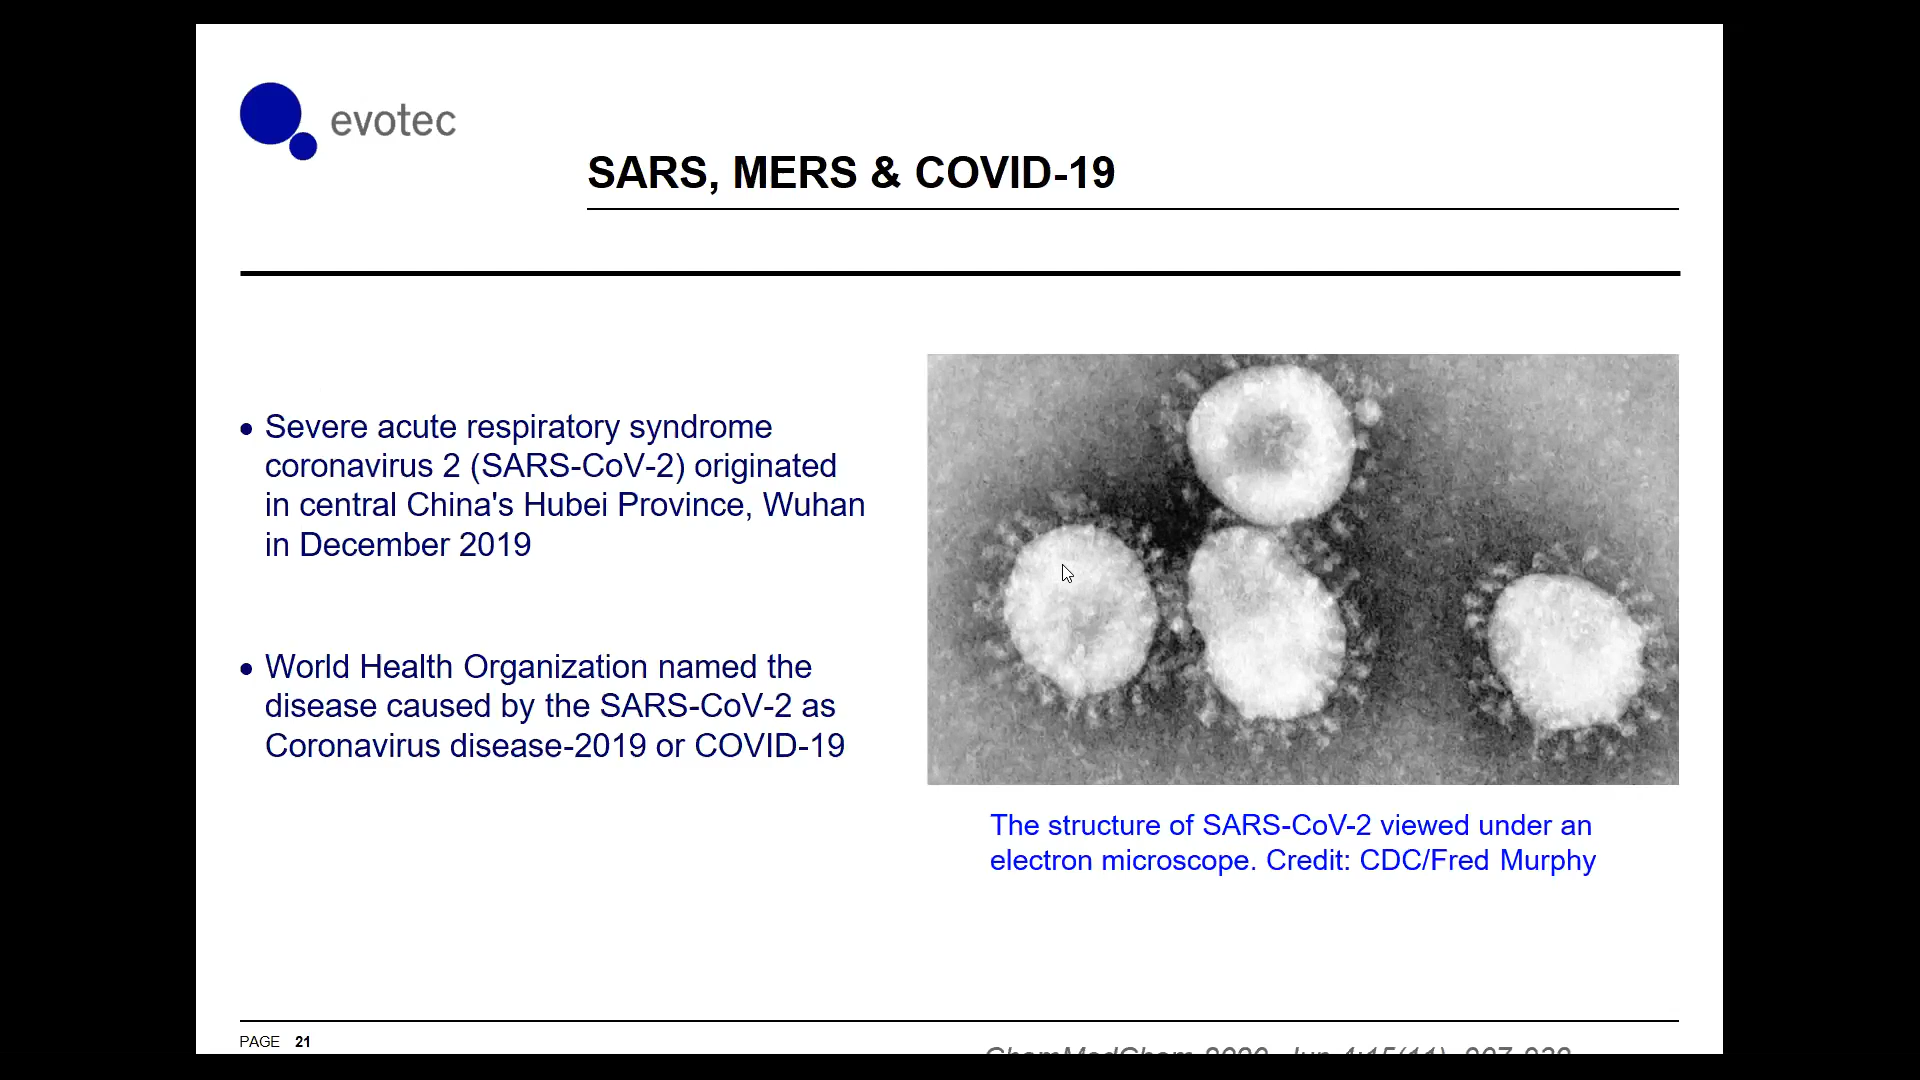 evotec
SARS, MERS & COVID-19
• Severe acute respiratory syndrome
coronavirus 2 (SARS-CoV-2) originated
in central China's Hubei Province, Wuhan
in December 2019
• World Health Organization named the
disease caused by the SARS-CoV-2 as
Coronavirus disease-2019 or COVID-19
The structure of SARS-CoV-2 viewed under an
electron microscope. Credit: CDC/Fred Murphy
PAGE 21
ChemMedChem 2020 Jun